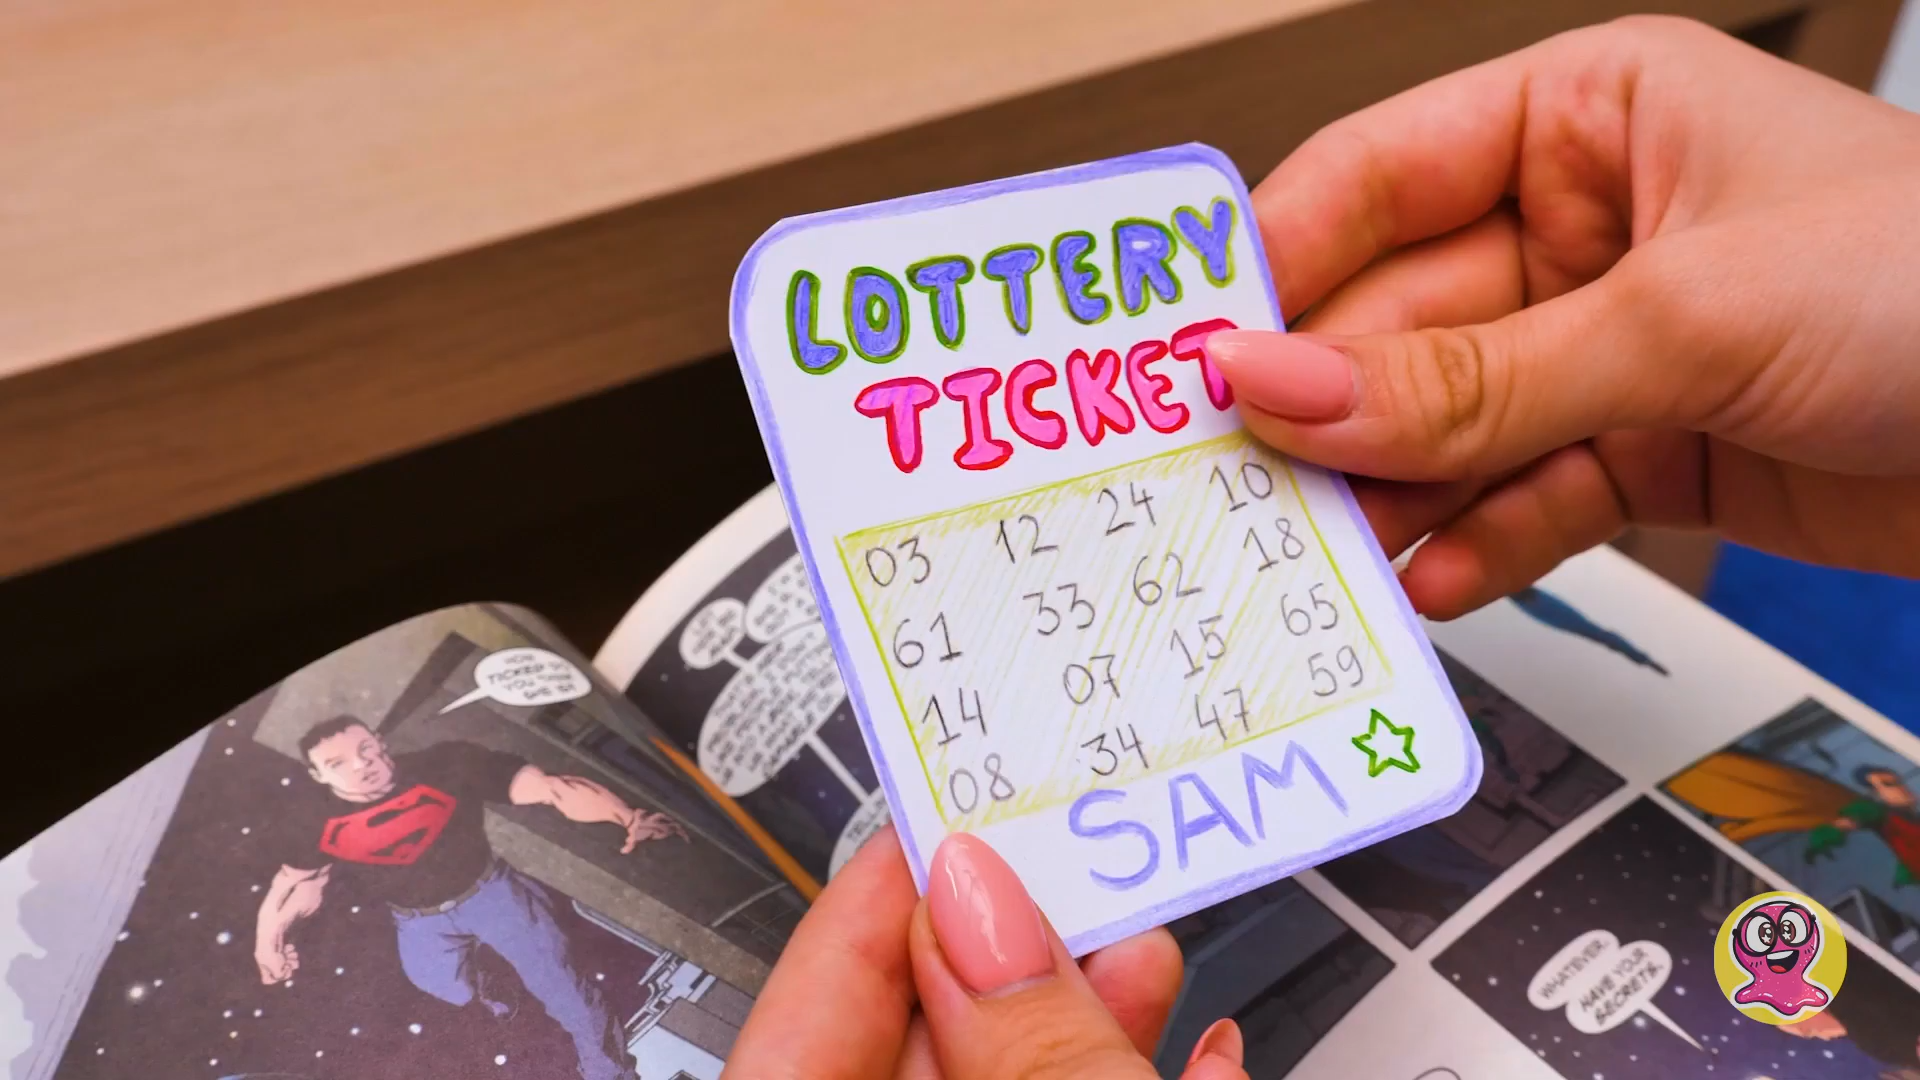 LOTTERY
TICKET
03 12 24 10
61 33 62 18
14 07 15 65
08 34 47 59
SAM
WHATEVER.
HAVE YOUR
SECRETS.